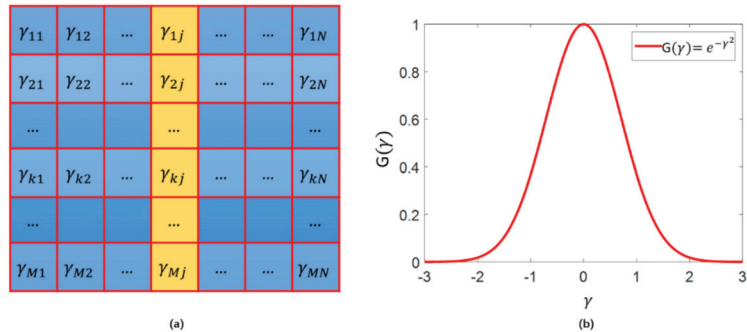 γ₁₁ γ₁₂ ... γ₁ⱼ ... ... γ₁N
γ₂₁ γ₂₂ ... γ₂ⱼ ... ... γ₂N
... ... ...
γk₁ γk₂ ... γkⱼ ... ... γkN
... ... ...
γM₁ γM₂ ... γMⱼ ... ... γMN
(a)
G(γ)= e^{-γ²}
1
0.8
0.6
0.4
0.2
0
G(γ)
-3 -2 -1 0 1 2 3
γ
(b)